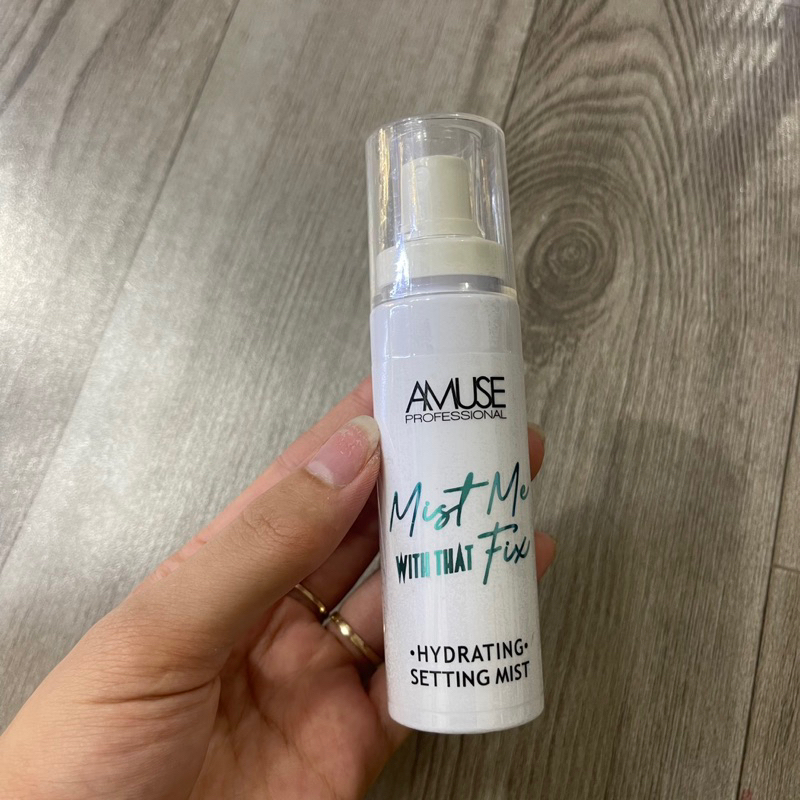 AMUSE
PROFESSIONAL
Mist Me
WITH THAT Fix
•HYDRATING•
SETTING MIST